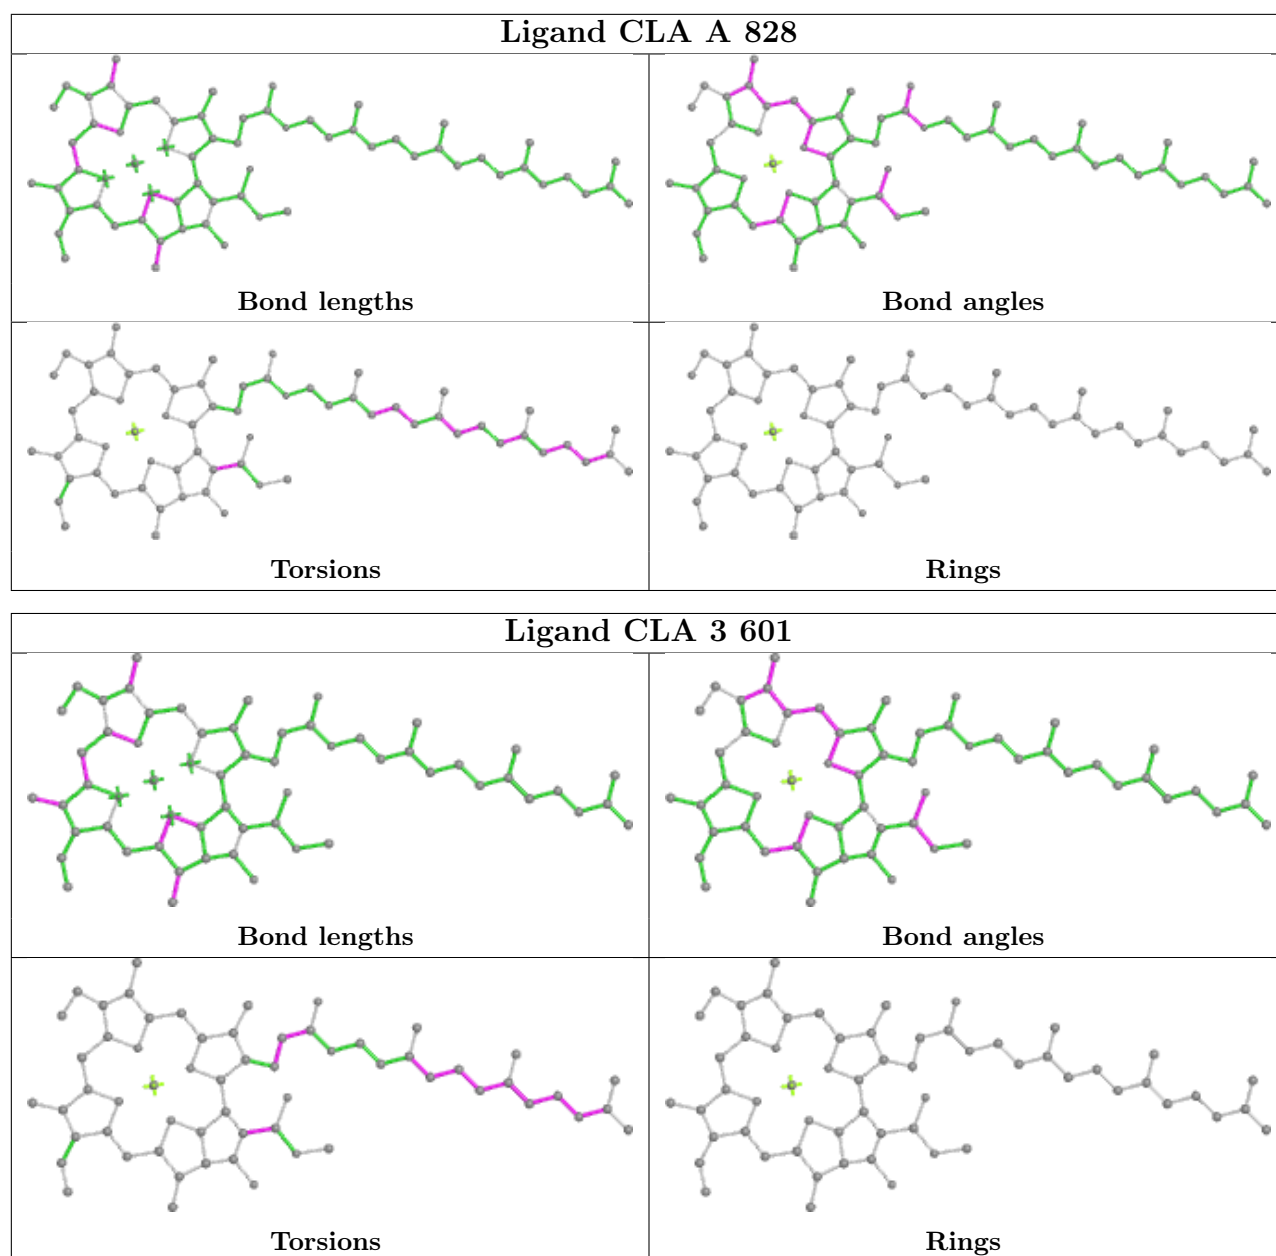 Ligand CLA A 828
Bond lengths
Bond angles
Torsions
Rings
Ligand CLA 3 601
Bond lengths
Bond angles
Torsions
Rings